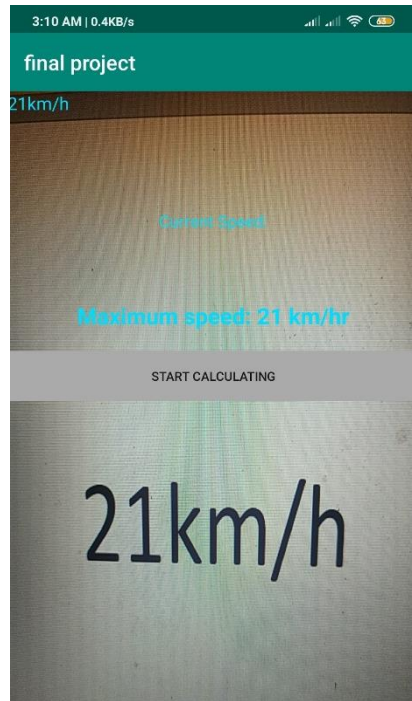 3:10 AM | 0.4KB/s 63
final project
21km/h
Current Speed
Maximum speed: 21 km/hr
START CALCULATING
21km/h